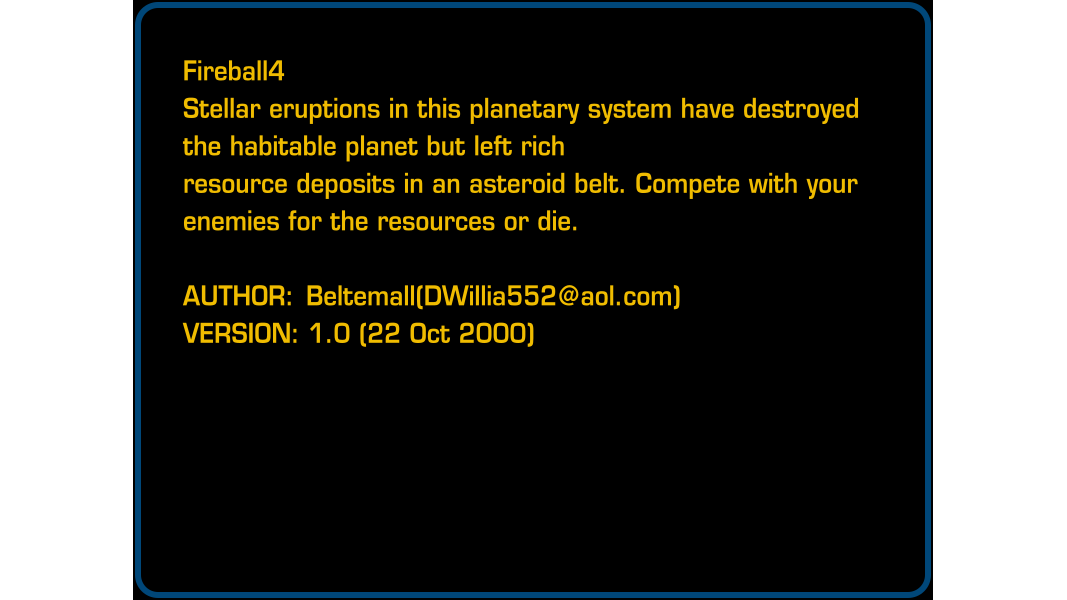 Fireball4
Stellar eruptions in this planetary system have destroyed
the habitable planet but left rich
resource deposits in an asteroid belt. Compete with your
enemies for the resources or die.
AUTHOR: Beltemall(DWillia552@aol.com)
VERSION: 1.0 (22 Oct 2000)